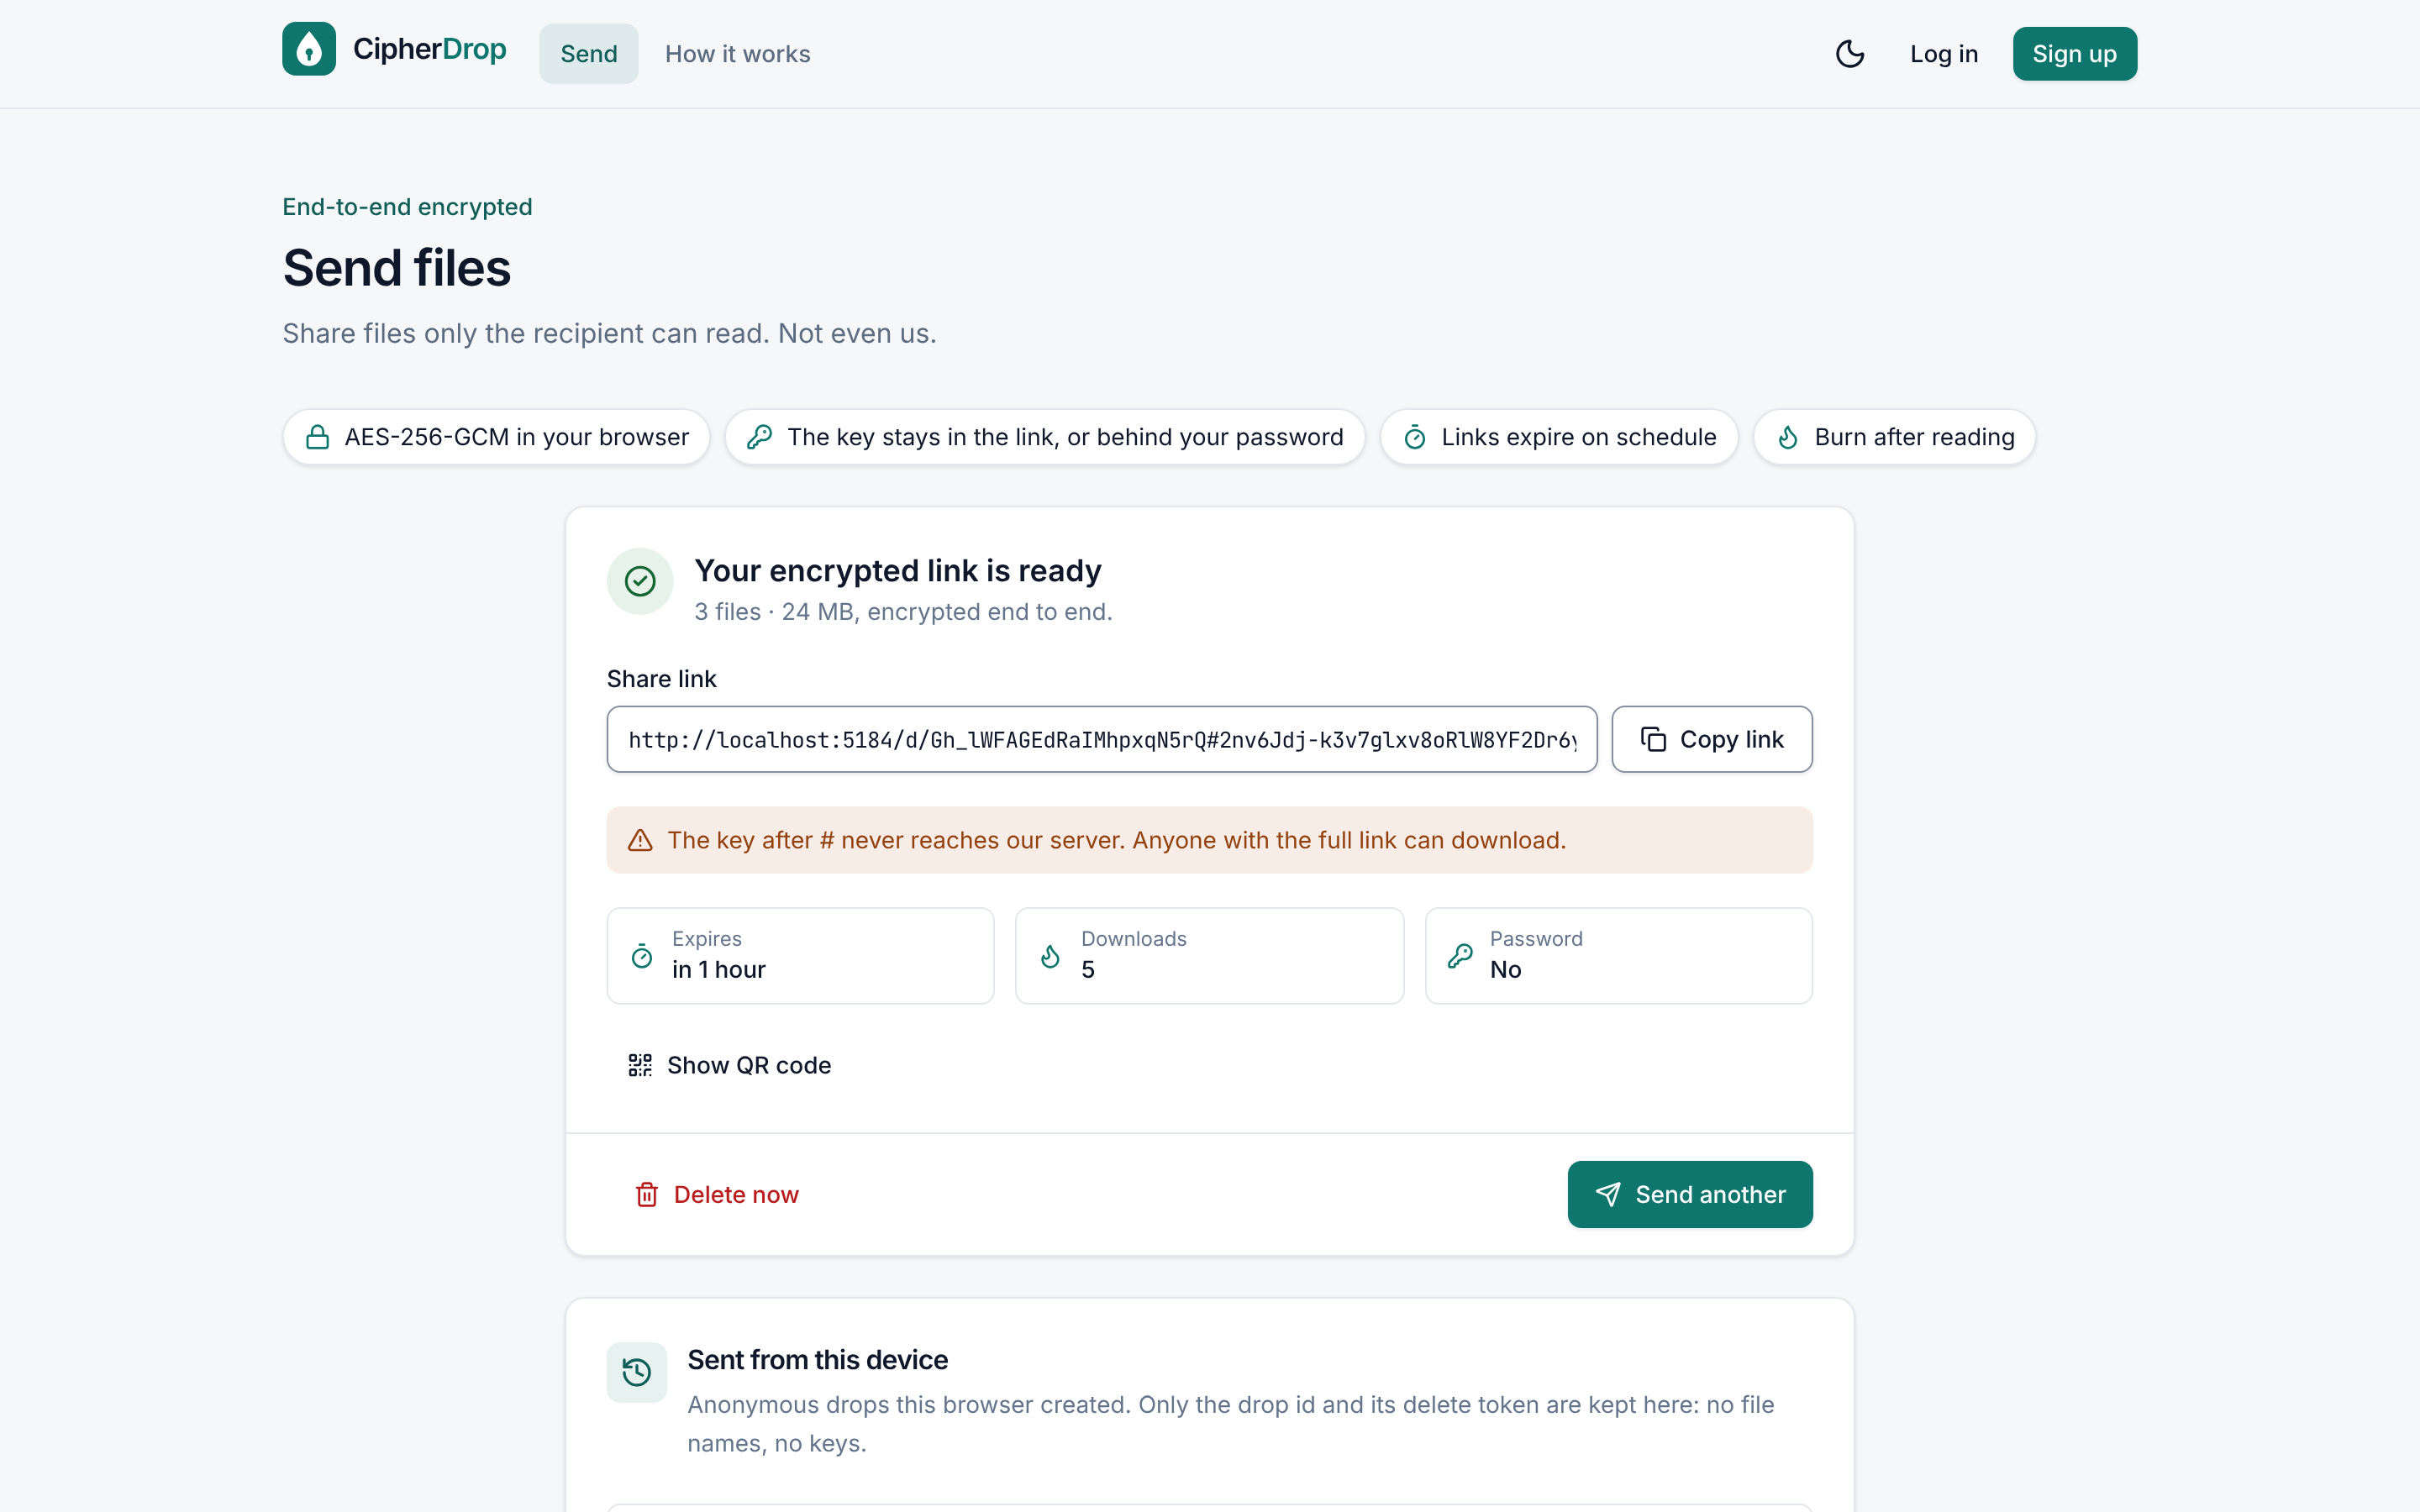 CipherDrop
Send
How it works
Log in
Sign up
End-to-end encrypted
Send files
Share files only the recipient can read. Not even us.
AES-256-GCM in your browser
The key stays in the link, or behind your password
Links expire on schedule
Burn after reading
Your encrypted link is ready
3 files · 24 MB, encrypted end to end.
Share link
http://localhost:5184/d/Gh_lWFAGEdRaIMhpxqN5rQ#2nv6Jdj-k3v7glxv8oRlW8YF2Dr6y
Copy link
The key after # never reaches our server. Anyone with the full link can download.
Expires
in 1 hour
Downloads
5
Password
No
Show QR code
Delete now
Send another
Sent from this device
Anonymous drops this browser created. Only the drop id and its delete token are kept here: no file
names, no keys.